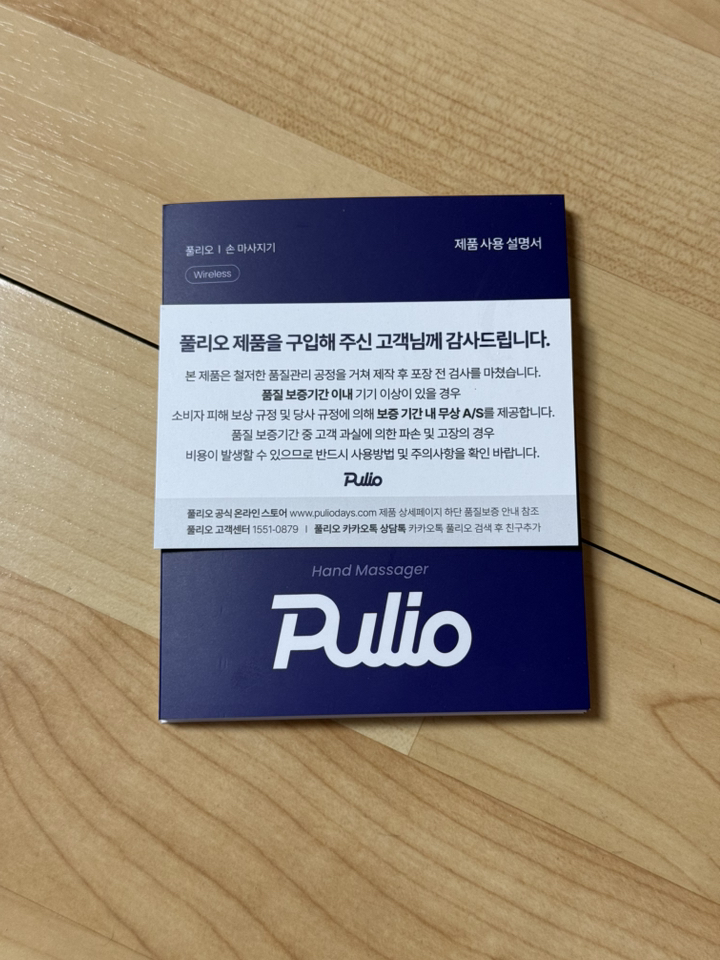 풀리오 | 손 마사지기
제품 사용 설명서
Wireless
풀리오 제품을 구입해 주신 고객님께 감사드립니다.
본 제품은 철저한 품질관리 공정을 거쳐 제작 후 포장 전 검사를 마쳤습니다.
품질 보증기간 이내 기기 이상이 있을 경우
소비자 피해 보상 규정 및 당사 규정에 의해 보증 기간 내 무상 A/S를 제공합니다.
품질 보증기간 중 고객 과실에 의한 파손 및 고장의 경우
비용이 발생할 수 있으므로 반드시 사용방법 및 주의사항을 확인 바랍니다.
Pulio
풀리오 공식 온라인 스토어 www.puliodays.com 제품 상세페이지 하단 품질보증 안내 참조
풀리오 고객센터 1551-0879 | 풀리오 카카오톡 상담톡 카카오톡 풀리오 검색 후 친구추가
Hand Massager
Pulio